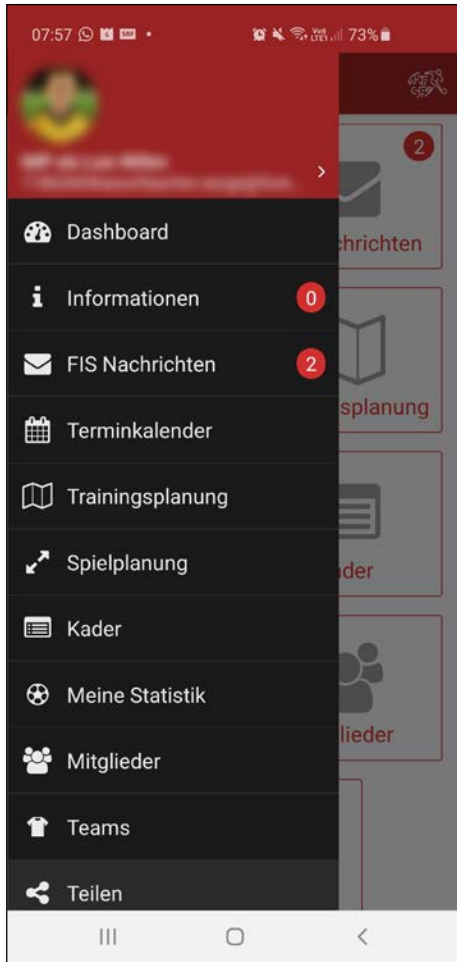 07:57
73%
2
Dashboard
Informationen 0
FIS Nachrichten 2
Terminkalender
Trainingsplanung
Spielplanung
Kader
Meine Statistik
Mitglieder
Teams
Teilen
chrichten
splanung
der
lieder